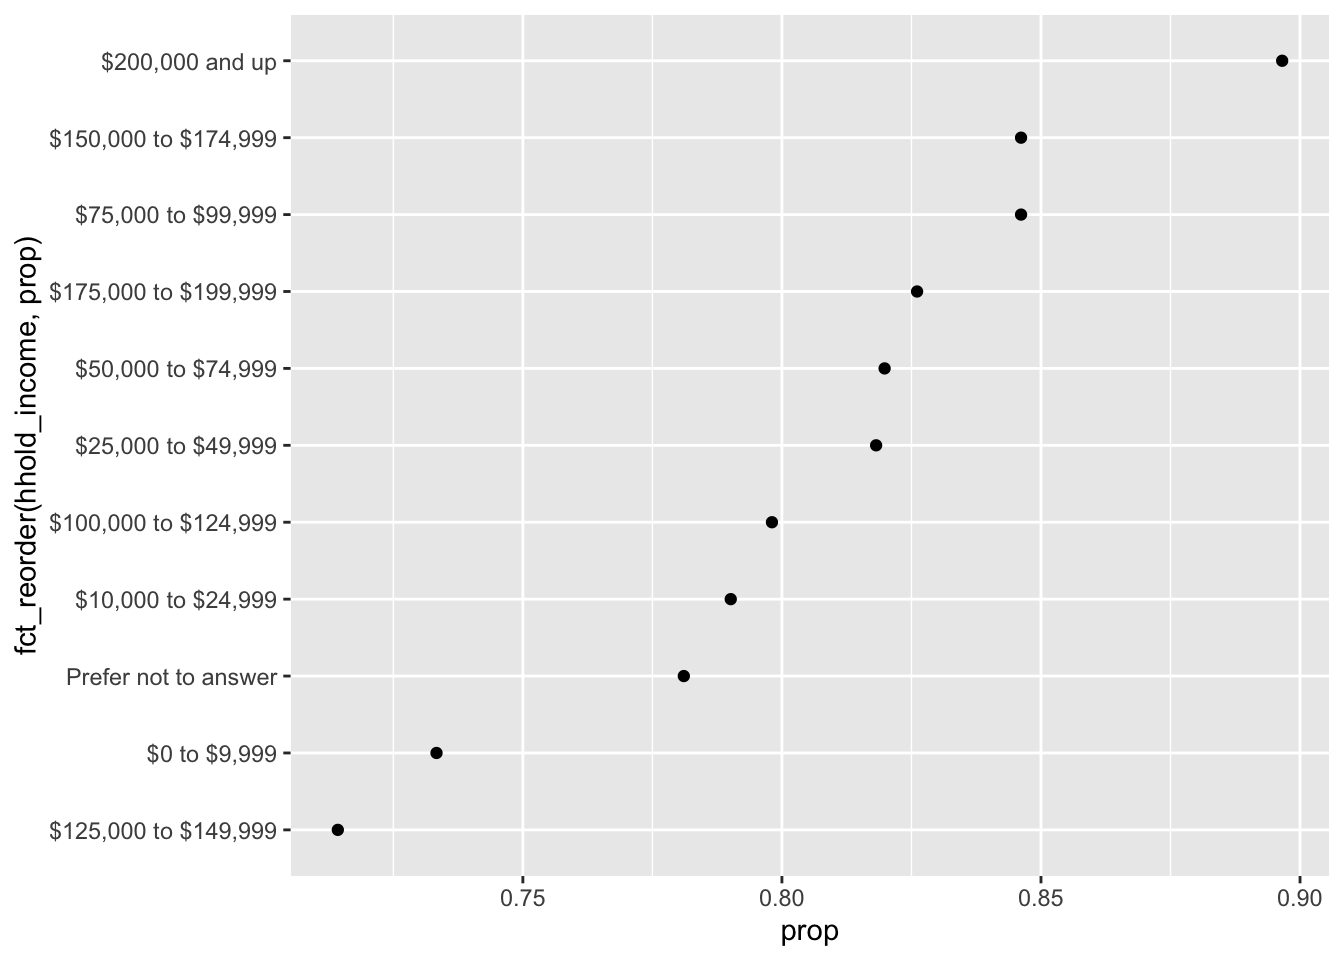 fct_reorder(hhold_income, prop)
$200,000 and up
$150,000 to $174,999
$75,000 to $99,999
$175,000 to $199,999
$50,000 to $74,999
$25,000 to $49,999
$100,000 to $124,999
$10,000 to $24,999
Prefer not to answer
$0 to $9,999
$125,000 to $149,999
0.75 0.80 0.85 0.90
prop